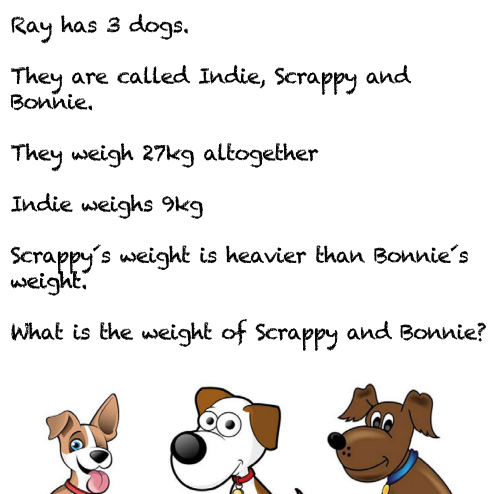 Ray has 3 dogs.
They are called Indie, Scrappy and
Bonnie.
They weigh 27kg altogether
Indie weighs 9kg
Scrappy´s weight is heavier than Bonnie´s
weight.
What is the weight of Scrappy and Bonnie?